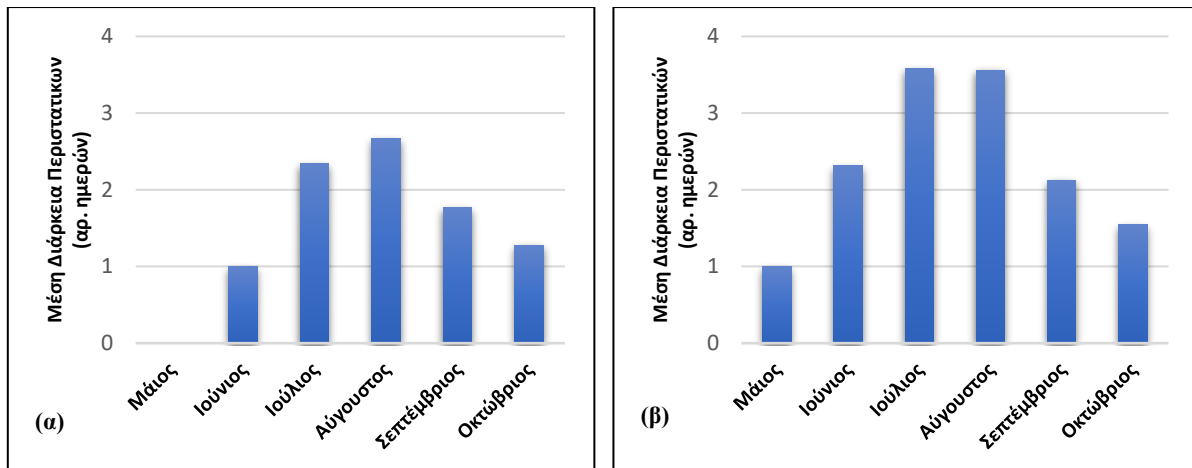 Μέση Διάρκεια Περιστατικών
(αρ. ημερών)
4
3
2
1
0
Μάιος
Ιούνιος
Ιούλιος
Αύγουστος
Σεπτέμβριος
Οκτώβριος
(α)
Μέση Διάρκεια Περιστατικών
(αρ. ημερών)
4
3
2
1
0
Μάιος
Ιούνιος
Ιούλιος
Αύγουστος
Σεπτέμβριος
Οκτώβριος
(β)